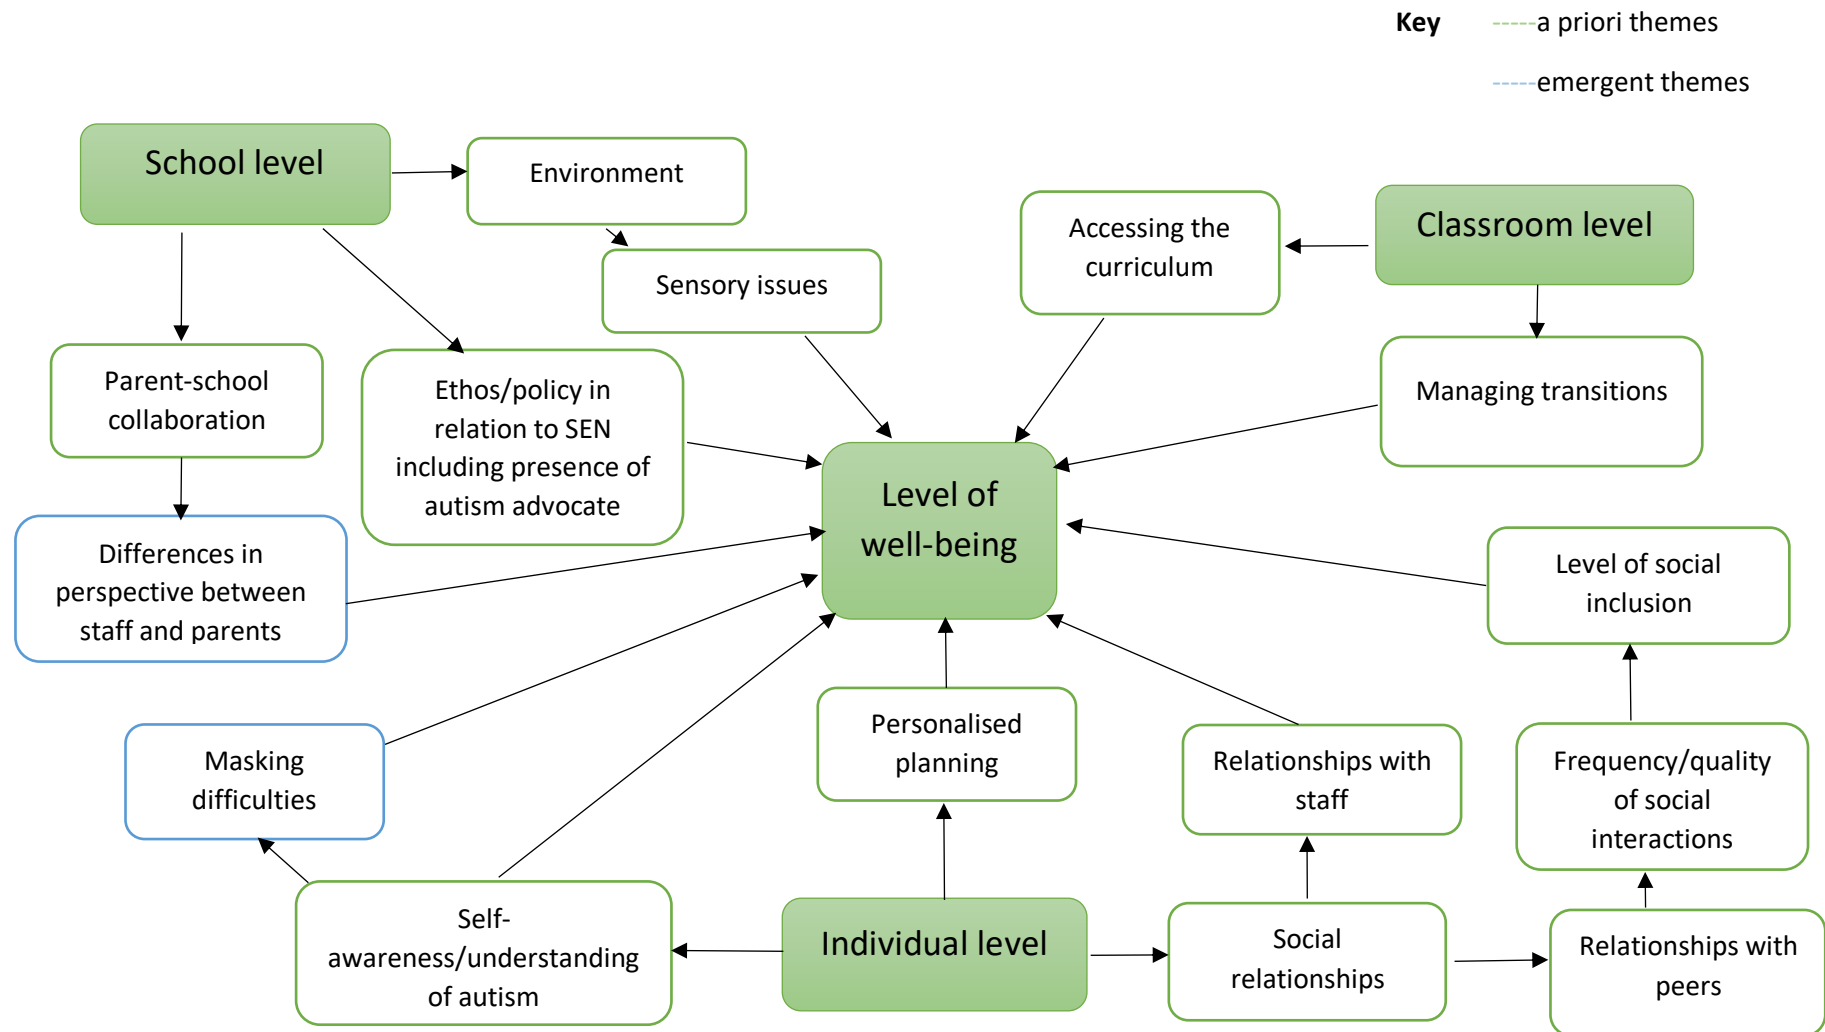 Key
-----a priori themes
-----emergent themes
School level
Environment
Sensory issues
Accessing the
curriculum
Classroom level
Parent-school
collaboration
Ethos/policy in
relation to SEN
including presence of
autism advocate
Managing transitions
Level of
well-being
Differences in
perspective between
staff and parents
Level of social
inclusion
Masking
difficulties
Personalised
planning
Relationships with
staff
Frequency/quality
of social
interactions
Self-
awareness/understanding
of autism
Individual level
Social
relationships
Relationships with
peers